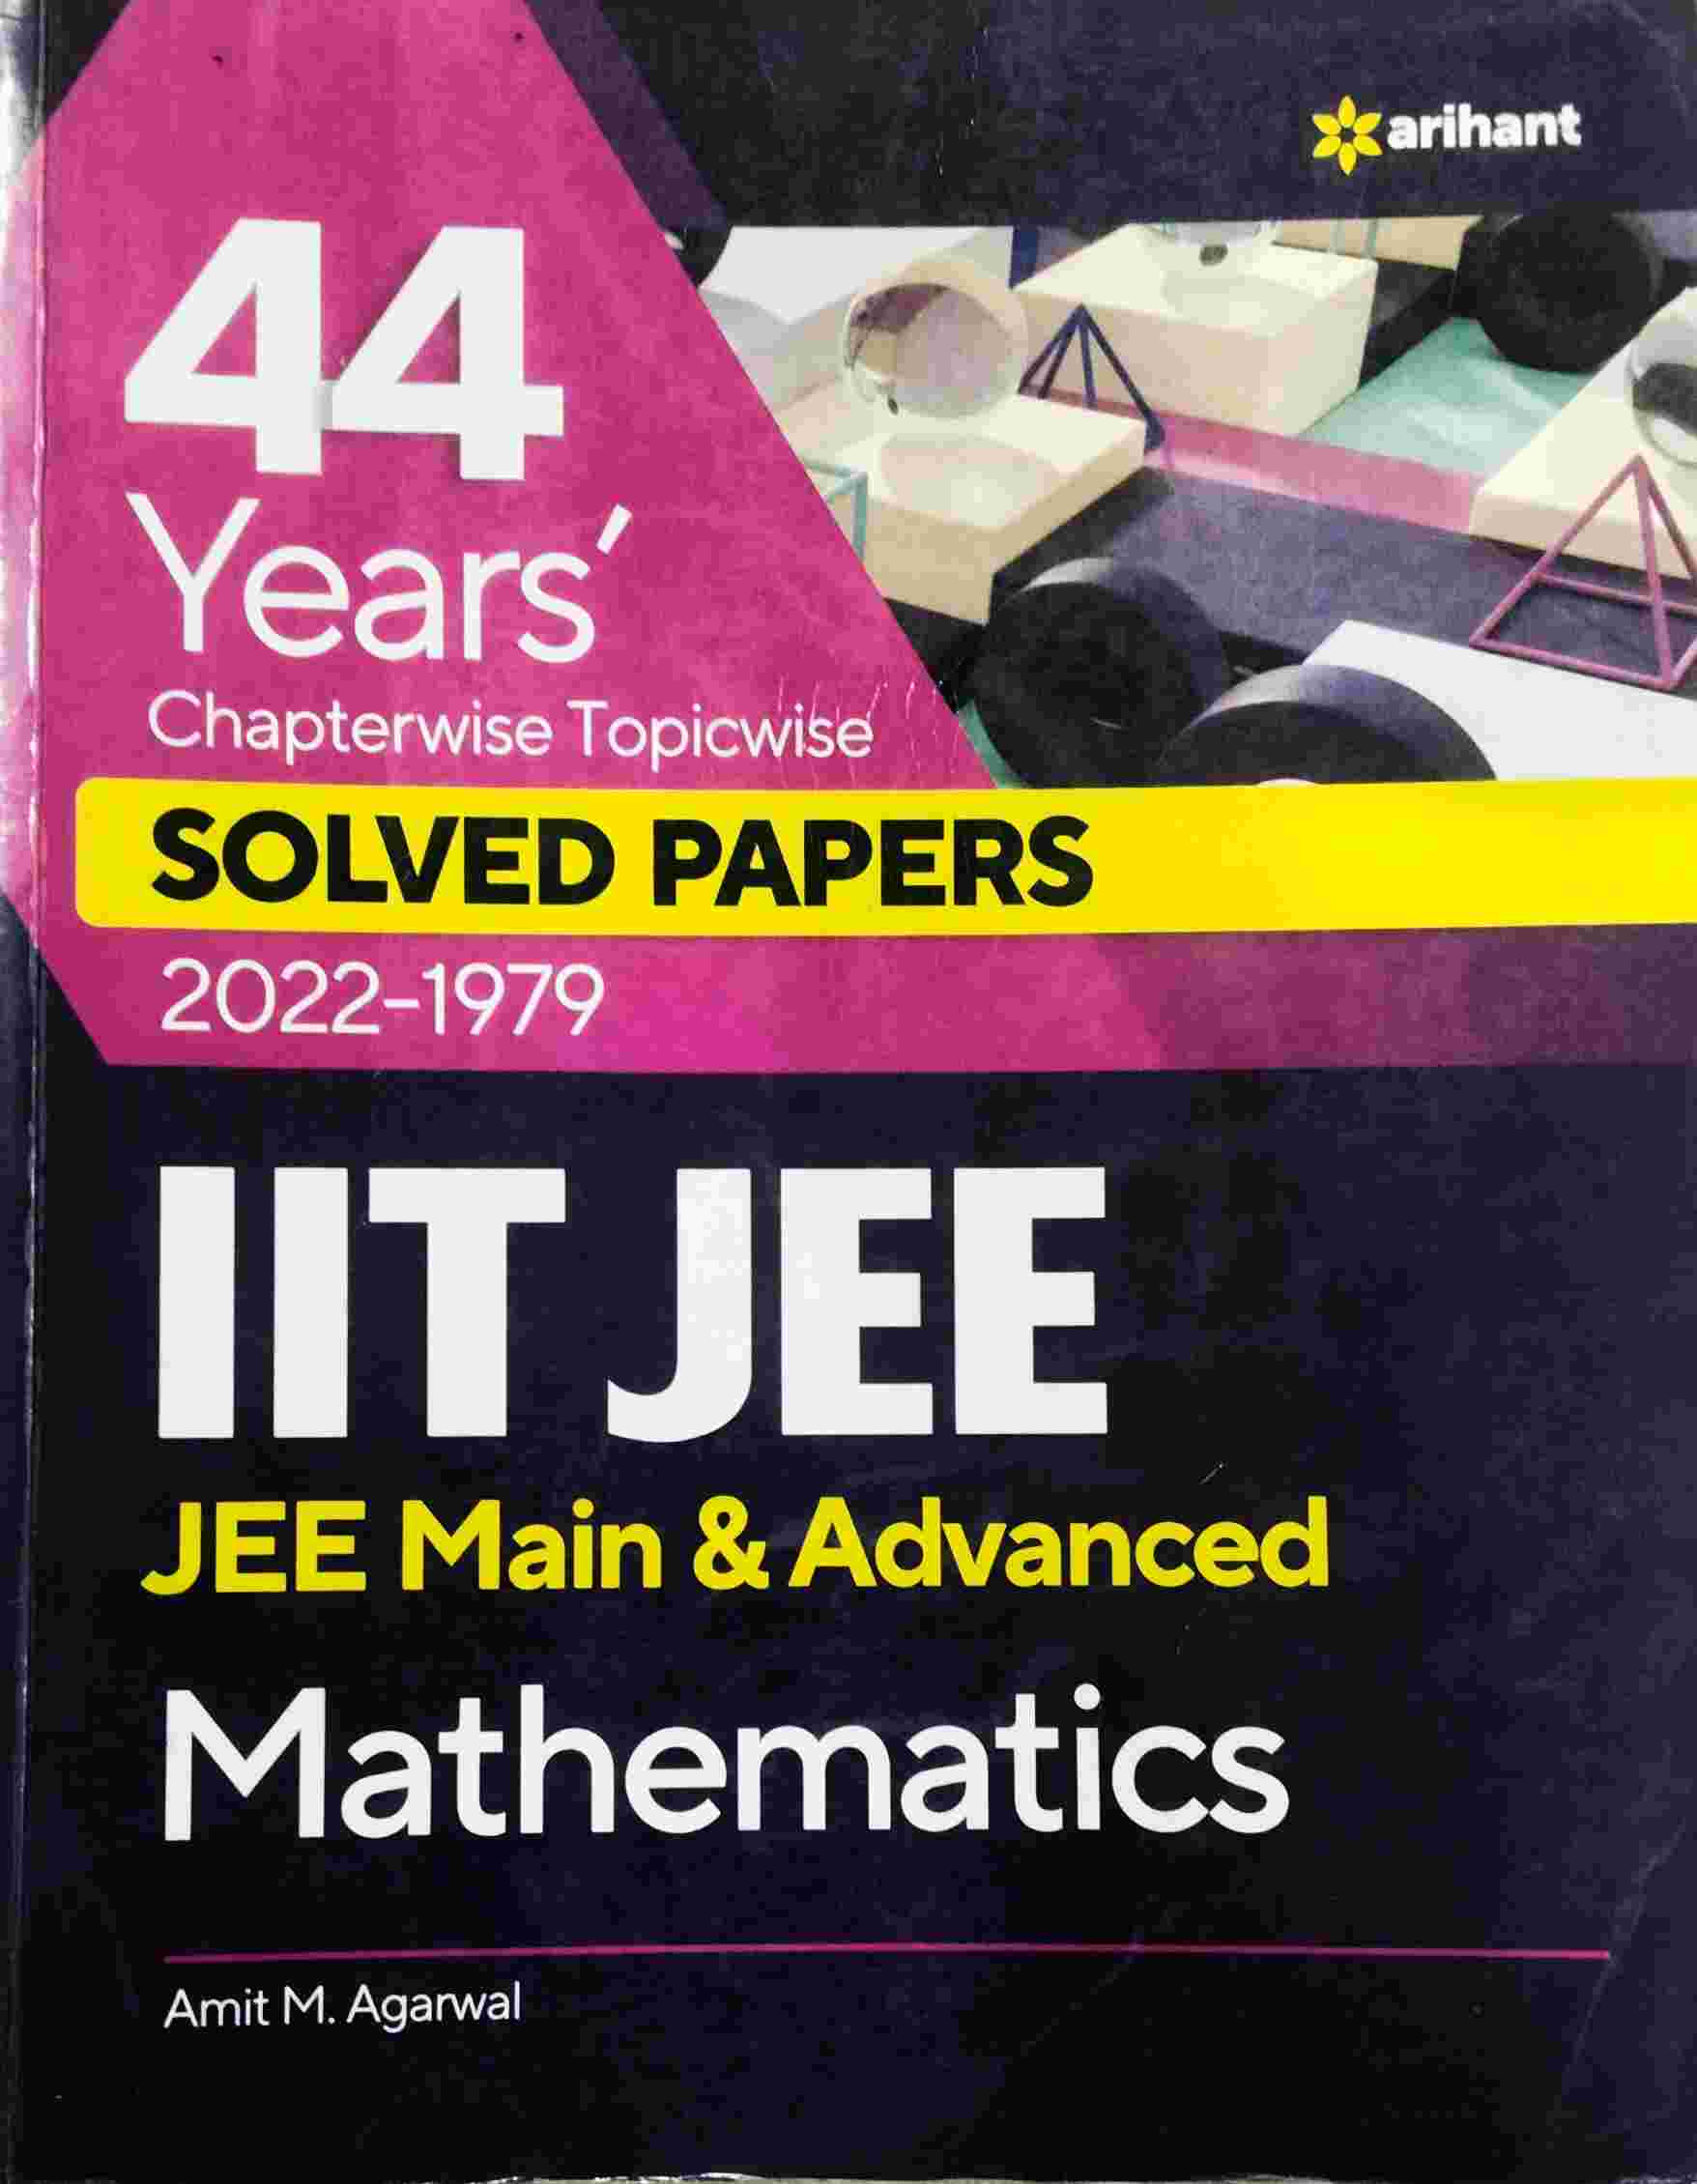 arihant
44
Years'
Chapterwise Topicwise
SOLVED PAPERS
2022-1979
IIT JEE
JEE Main & Advanced
Mathematics
Amit M. Agarwal